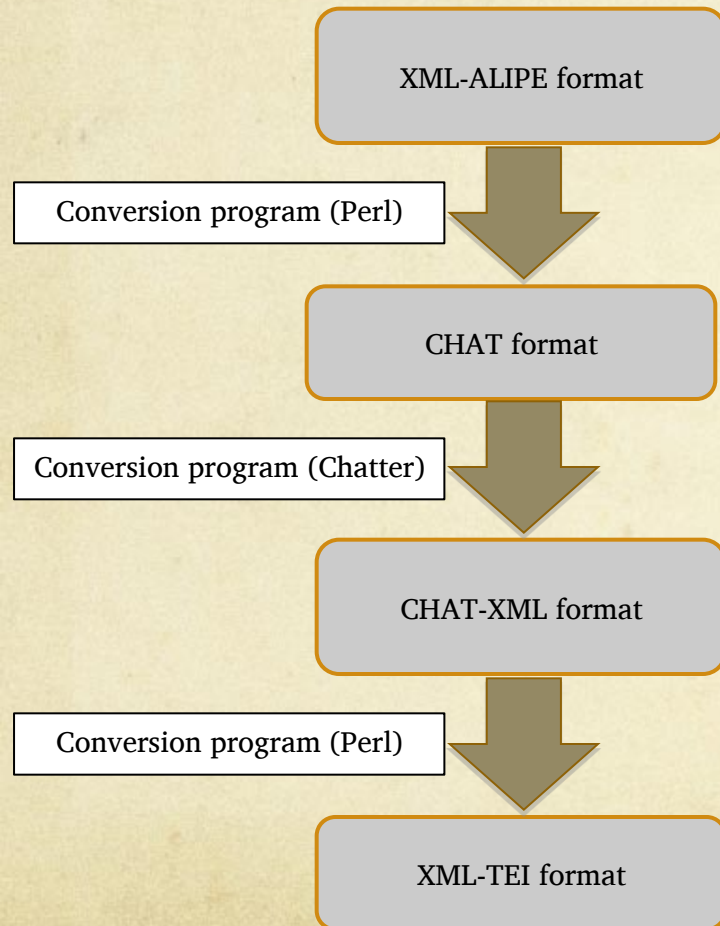 XML-ALIPE format
Conversion program (Perl)
CHAT format
Conversion program (Chatter)
CHAT-XML format
Conversion program (Perl)
XML-TEI format